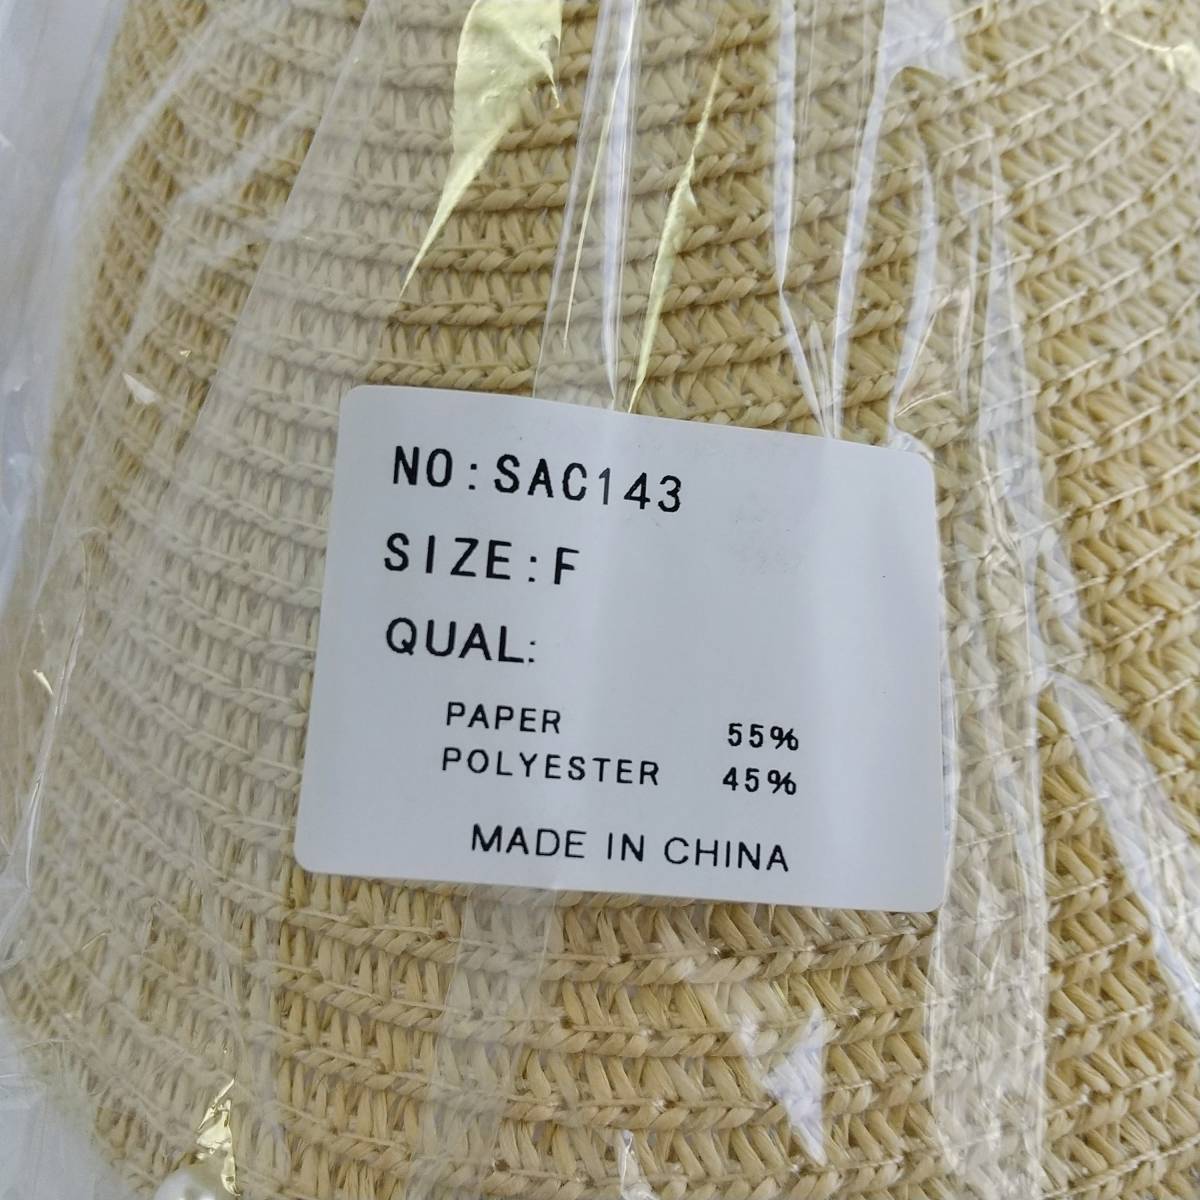 NO:SAC143
SIZE:F
QUAL:
PAPER 55%
POLYESTER 45%
MADE IN CHINA